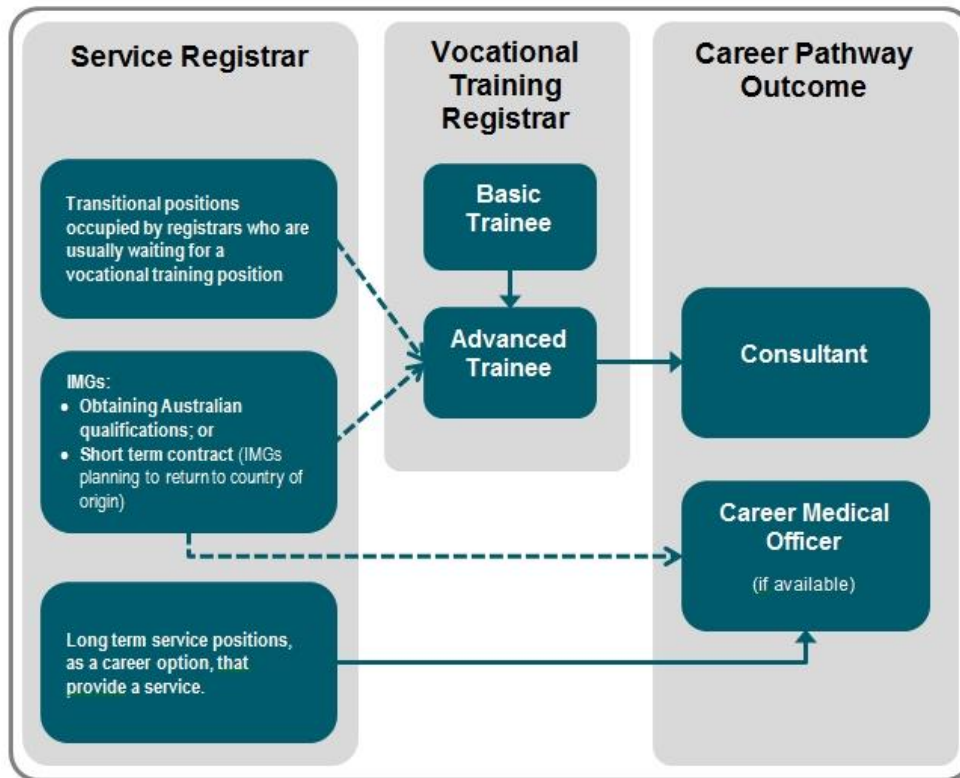 Service Registrar
Transitional positions
occupied by registrars who are
usually waiting for a
vocational training position
IMGs:
• Obtaining Australian
qualifications; or
• Short term contract (IMGs
planning to return to country of
origin)
Long term service positions,
as a career option, that
provide a service.
Vocational
Training
Registrar
Basic
Trainee
Advanced
Trainee
Career Pathway
Outcome
Consultant
Career Medical
Officer
(if available)